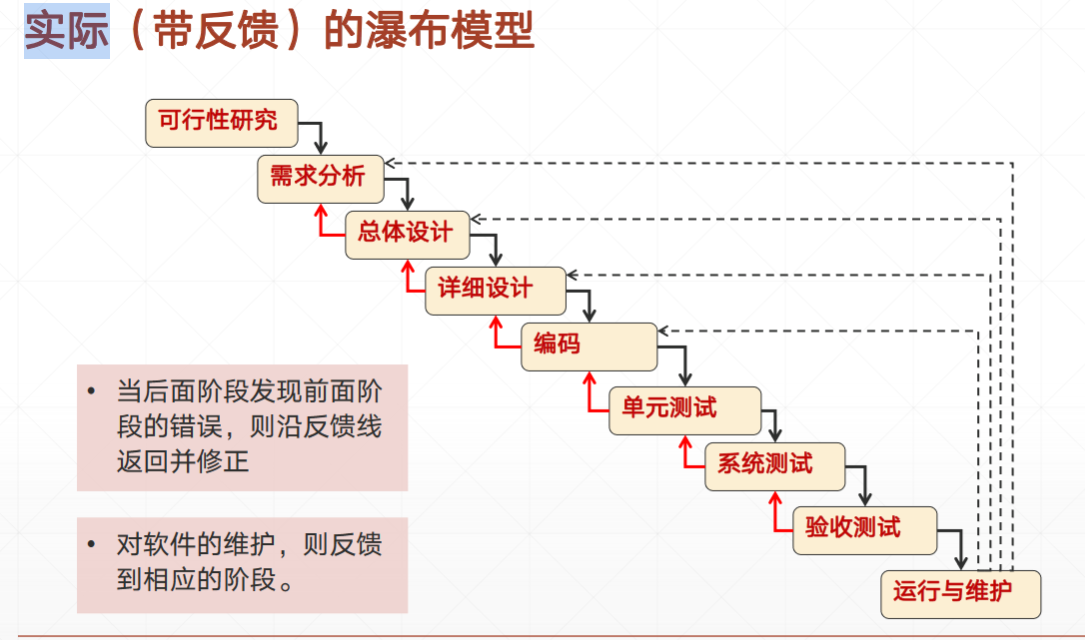 实际（带反馈）的瀑布模型
可行性研究
需求分析
总体设计
详细设计
编码
单元测试
系统测试
验收测试
运行与维护
• 当后面阶段发现前面阶
段的错误，则沿反馈线
返回并修正
• 对软件的维护，则反馈
到相应的阶段。